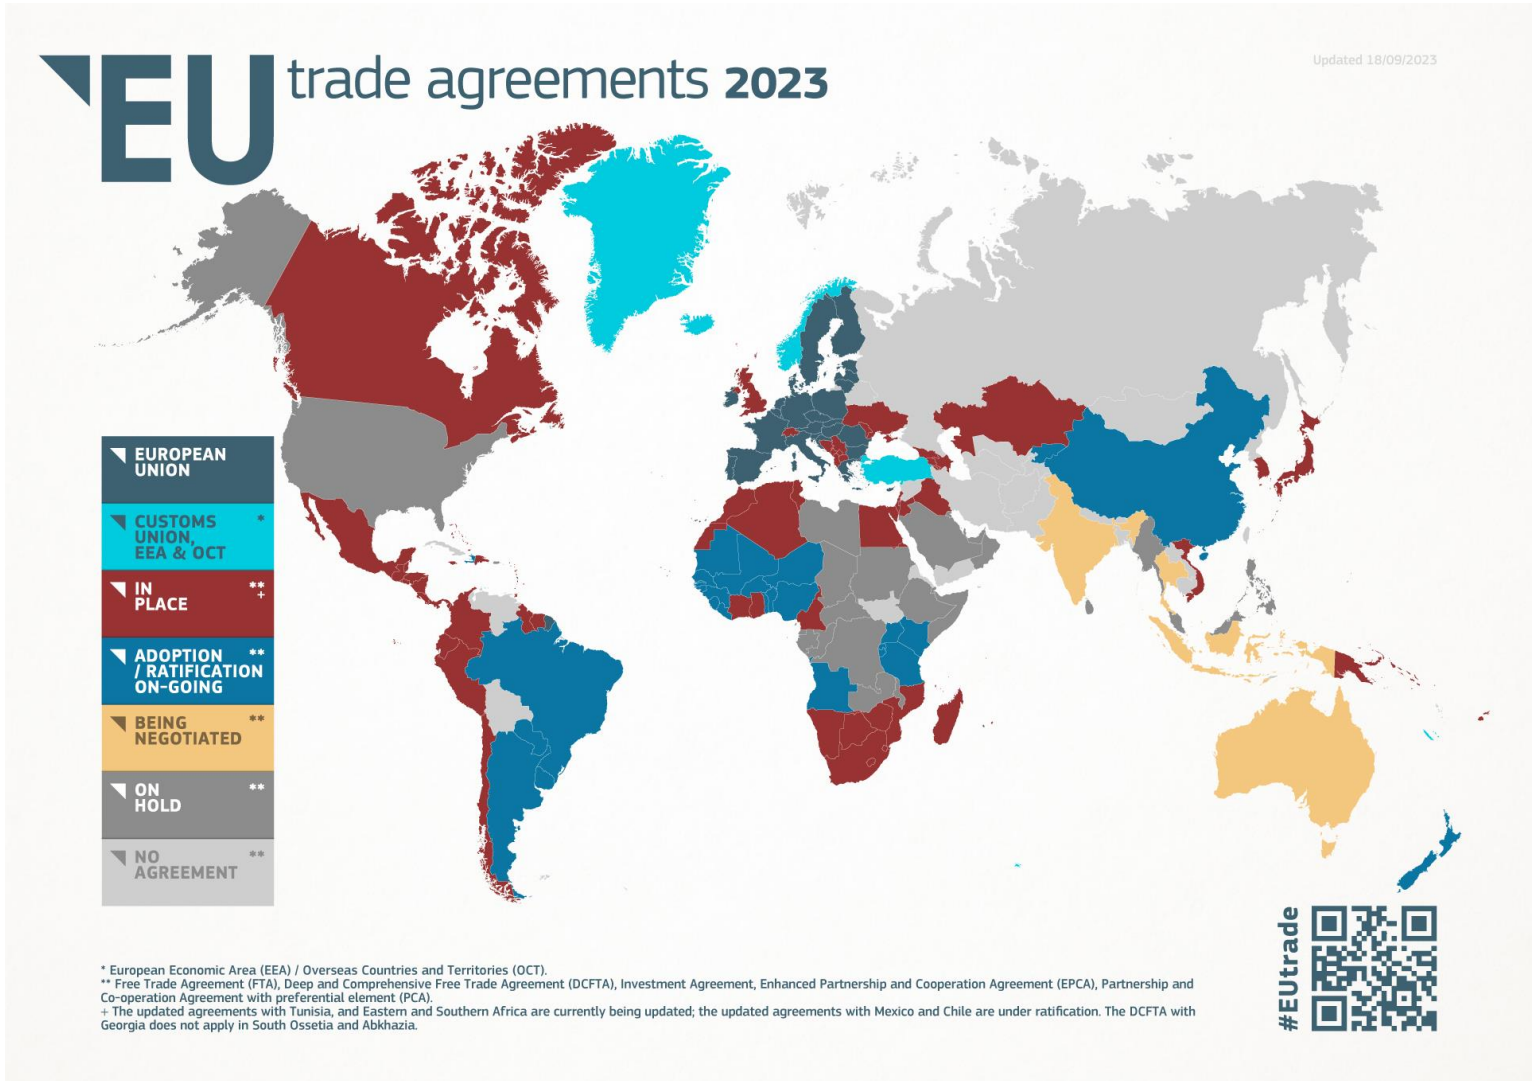 EU trade agreements 2023
Updated 18/09/2023
EUROPEAN
UNION
CUSTOMS *
UNION,
EEA & OCT
IN **
PLACE +
ADOPTION **
/ RATIFICATION
ON-GOING
BEING **
NEGOTIATED
ON **
HOLD
NO **
AGREEMENT
#EUtrade
* European Economic Area (EEA) / Overseas Countries and Territories (OCT).
** Free Trade Agreement (FTA), Deep and Comprehensive Free Trade Agreement (DCFTA), Investment Agreement, Enhanced Partnership and Cooperation Agreement (EPCA), Partnership and
Co-operation Agreement with preferential element (PCA).
+ The updated agreements with Tunisia, and Eastern and Southern Africa are currently being updated; the updated agreements with Mexico and Chile are under ratification. The DCFTA with
Georgia does not apply in South Ossetia and Abkhazia.